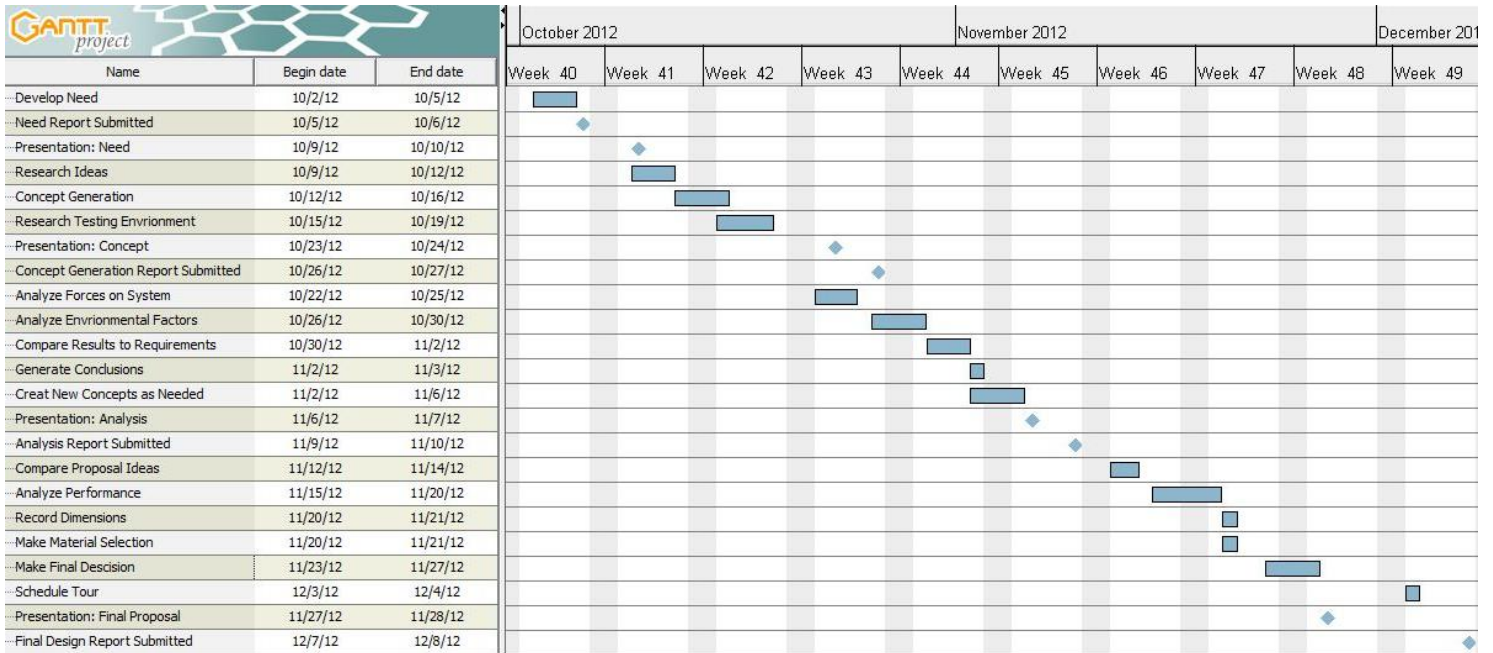 GANTT
project
October 2012 November 2012 December 201
Name Begin date End date Week 40 Week 41 Week 42 Week 43 Week 44 Week 45 Week 46 Week 47 Week 48 Week 49
Develop Need 10/2/12 10/5/12
Need Report Submitted 10/5/12 10/6/12
Presentation: Need 10/9/12 10/10/12
Research Ideas 10/9/12 10/12/12
Concept Generation 10/12/12 10/16/12
Research Testing Envrionment 10/15/12 10/19/12
Presentation: Concept 10/23/12 10/24/12
Concept Generation Report Submitted 10/26/12 10/27/12
Analyze Forces on System 10/22/12 10/25/12
Analyze Envrionmental Factors 10/26/12 10/30/12
Compare Results to Requirements 10/30/12 11/2/12
Generate Conclusions 11/2/12 11/3/12
Creat New Concepts as Needed 11/2/12 11/6/12
Presentation: Analysis 11/6/12 11/7/12
Analysis Report Submitted 11/9/12 11/10/12
Compare Proposal Ideas 11/12/12 11/14/12
Analyze Performance 11/15/12 11/20/12
Record Dimensions 11/20/12 11/21/12
Make Material Selection 11/20/12 11/21/12
Make Final Descision 11/23/12 11/27/12
Schedule Tour 12/3/12 12/4/12
Presentation: Final Proposal 11/27/12 11/28/12
Final Design Report Submitted 12/7/12 12/8/12